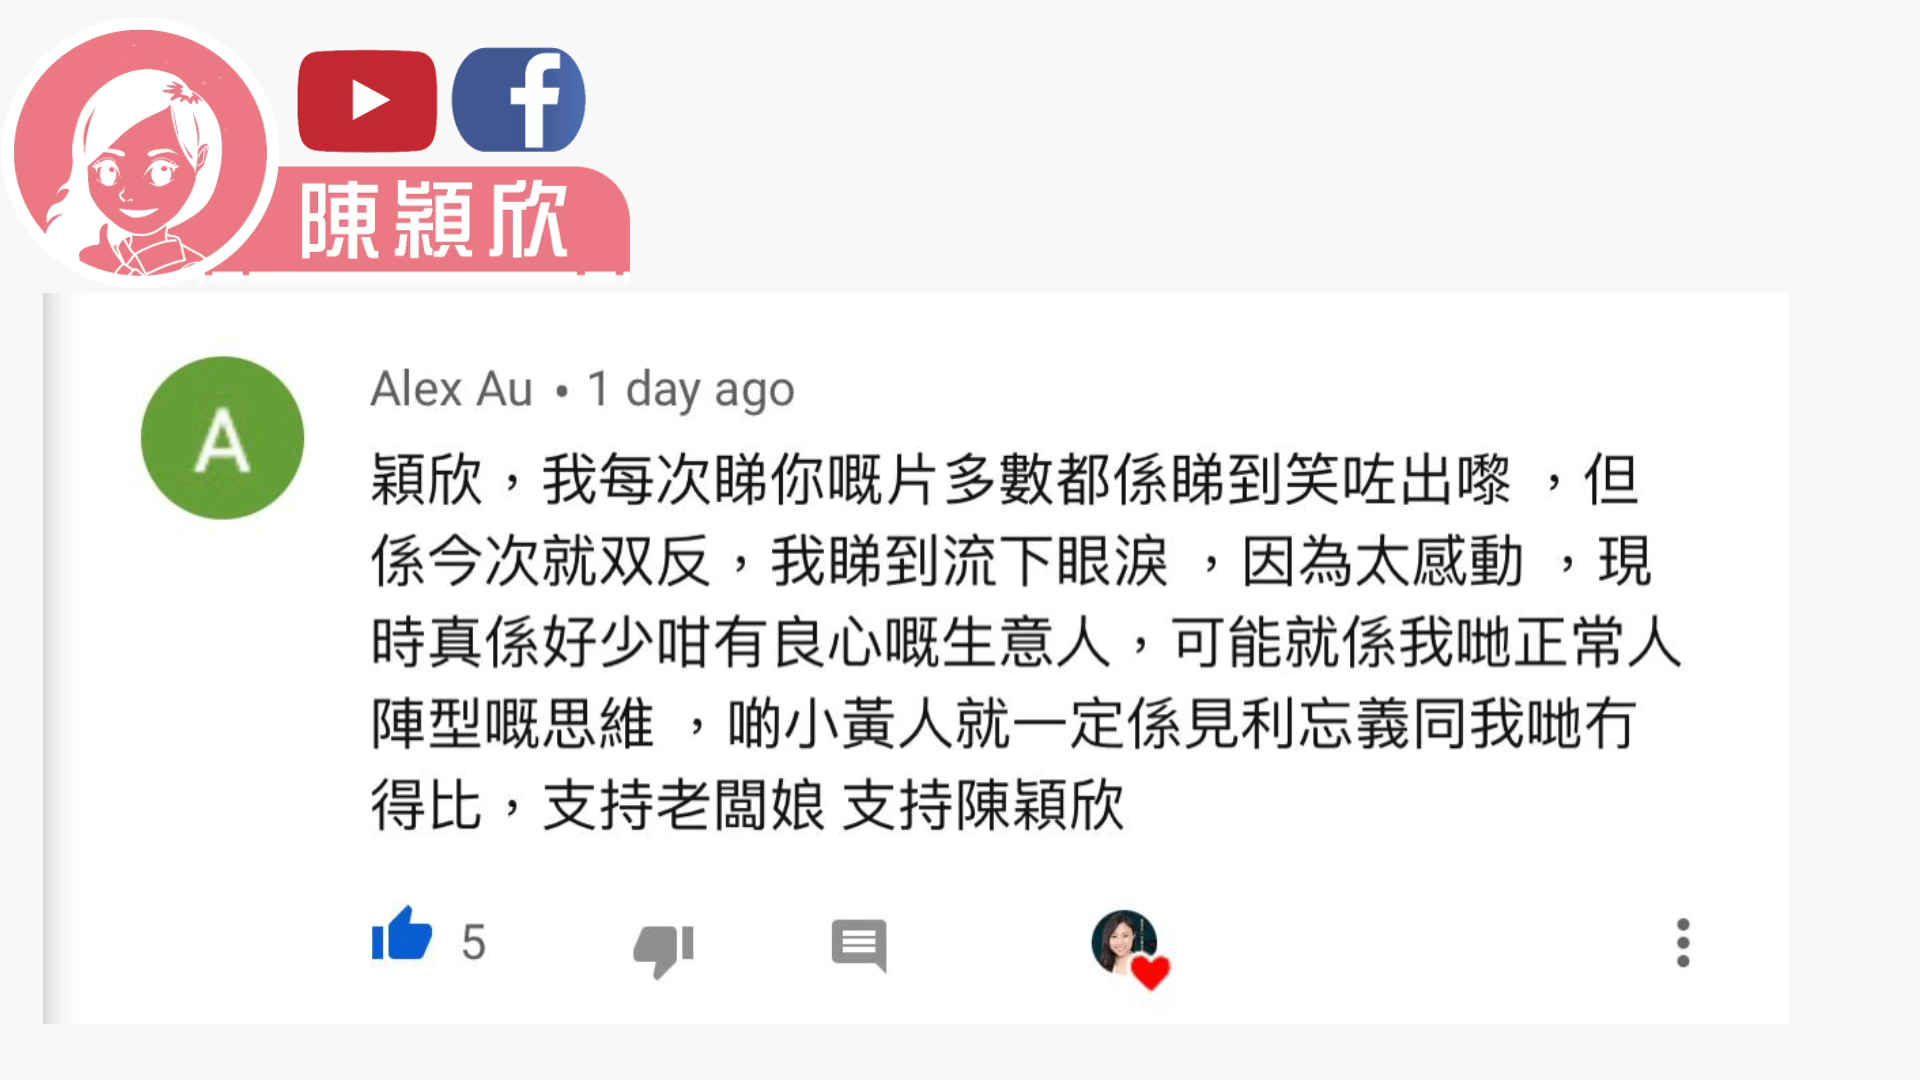 陳穎欣
Alex Au • 1 day ago
穎欣，我每次睇你嘅片多數都係睇到笑咗出嚟 ，但
係今次就双反，我睇到流下眼淚 ，因為太感動 ，現
時真係好少咁有良心嘅生意人，可能就係我哋正常人
陣型嘅思維 ，啲小黃人就一定係見利忘義同我哋冇
得比，支持老闆娘 支持陳穎欣
5